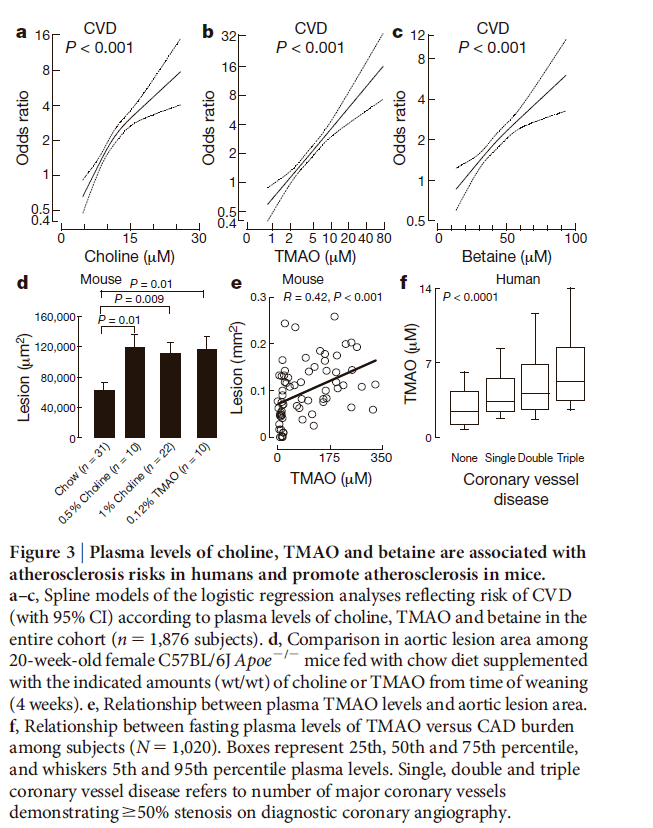 a
CVD
P < 0.001
16
8
4
2
1
0.5
0.4
Odds ratio
0 15 30
Choline (μM)
b
CVD
P < 0.001
32
16
8
4
2
1
0.5
0.4
Odds ratio
0 1 2 5 10 20 40 80
TMAO (μM)
c
CVD
P < 0.001
12
8
4
2
1
0.5
Odds ratio
0 50 100
Betaine (μM)
d
Mouse
P = 0.01
P = 0.009
P = 0.01
160,000
120,000
80,000
40,000
0
Lesion (μm²)
Chow (n = 31)
0.5% Choline (n = 10)
1% Choline (n = 22)
0.12% TMAO (n = 10)
e
Mouse
R = 0.42, P < 0.001
0.3
0.2
0.1
0
Lesion (mm²)
0 175 350
TMAO (μM)
f
Human
P < 0.0001
14
7
0
TMAO (μM)
None Single Double Triple
Coronary vessel
disease
Figure 3 | Plasma levels of choline, TMAO and betaine are associated with
atherosclerosis risks in humans and promote atherosclerosis in mice.
a–c, Spline models of the logistic regression analyses reflecting risk of CVD
(with 95% CI) according to plasma levels of choline, TMAO and betaine in the
entire cohort (n = 1,876 subjects). d, Comparison in aortic lesion area among
20-week-old female C57BL/6J Apoe⁻/⁻ mice fed with chow diet supplemented
with the indicated amounts (wt/wt) of choline or TMAO from time of weaning
(4 weeks). e, Relationship between plasma TMAO levels and aortic lesion area.
f, Relationship between fasting plasma levels of TMAO versus CAD burden
among subjects (N = 1,020). Boxes represent 25th, 50th and 75th percentile,
and whiskers 5th and 95th percentile plasma levels. Single, double and triple
coronary vessel disease refers to number of major coronary vessels
demonstrating ≥50% stenosis on diagnostic coronary angiography.